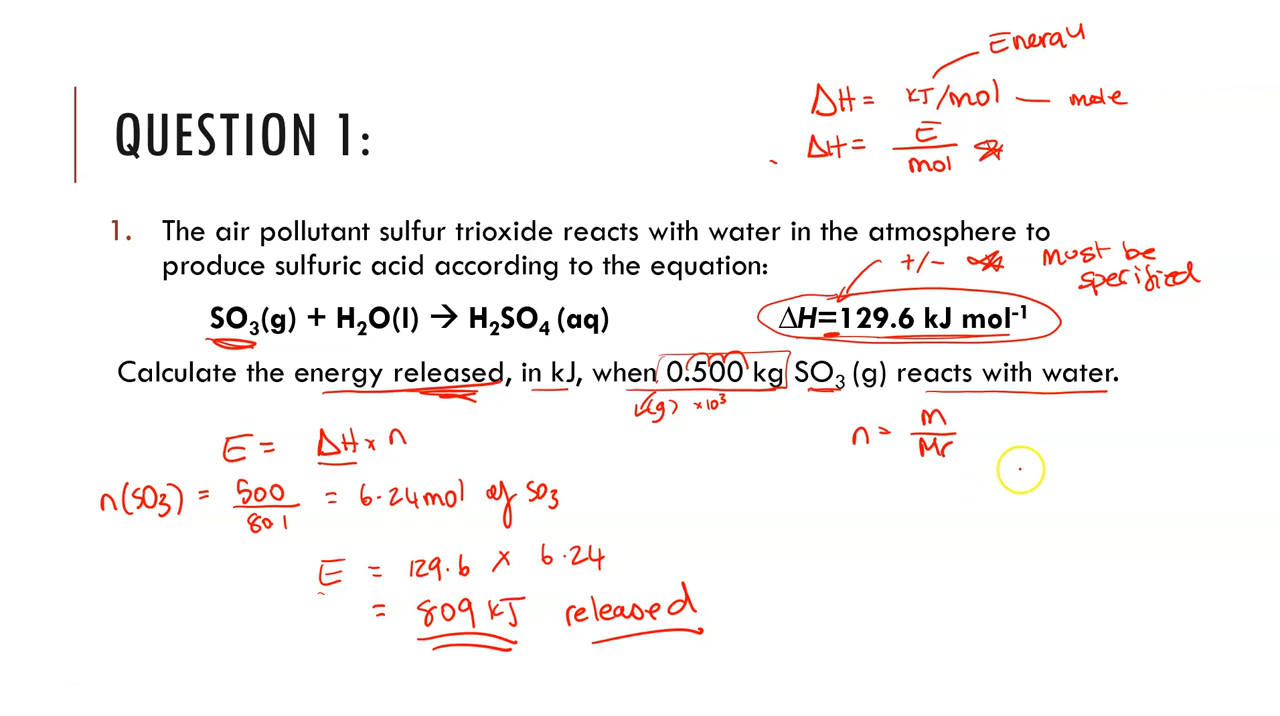 Energy
ΔH = kJ/mol — mole
ΔH = E/mol
QUESTION 1:
1. The air pollutant sulfur trioxide reacts with water in the atmosphere to
produce sulfuric acid according to the equation:
+/- must be
specified
SO₃(g) + H₂O(l) → H₂SO₄ (aq) ΔH=129.6 kJ mol⁻¹
Calculate the energy released, in kJ, when 0.500 kg SO₃ (g) reacts with water.
(g) ×10³
E = ΔH × n
n = m/Mr
n(SO₃) = 500/80.1 = 6.24 mol of SO₃
E = 129.6 × 6.24
= 809 kJ released